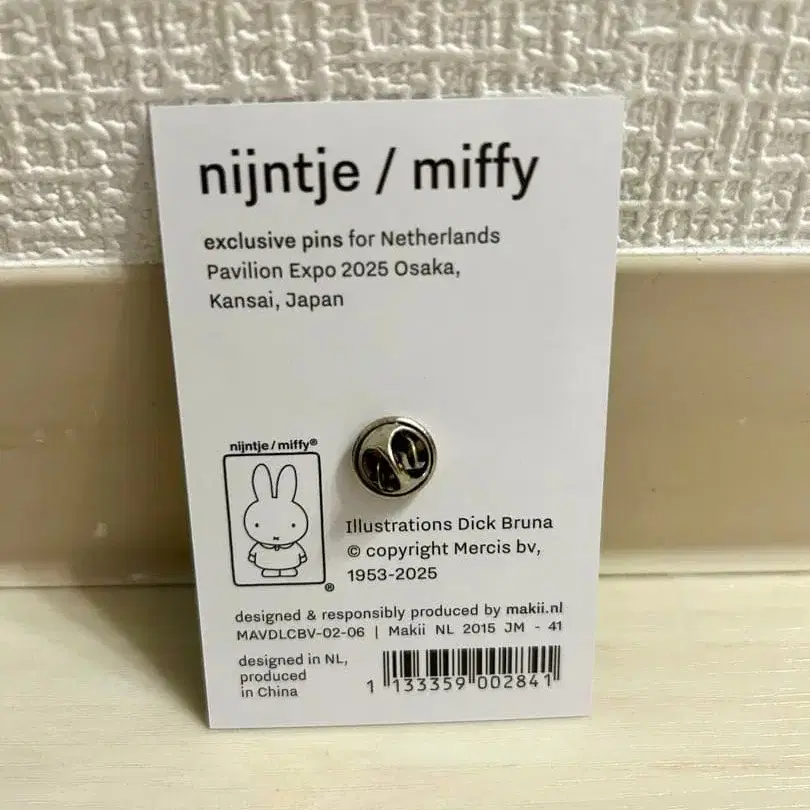 nijntje / miffy
exclusive pins for Netherlands
Pavilion Expo 2025 Osaka,
Kansai, Japan
nijntje / miffy®
®
Illustrations Dick Bruna
© copyright Mercis bv,
1953-2025
designed & responsibly produced by makii.nl
MAVDLCBV-02-06 | Makii NL 2015 JM - 41
designed in NL,
produced
in China
1 133359 002841